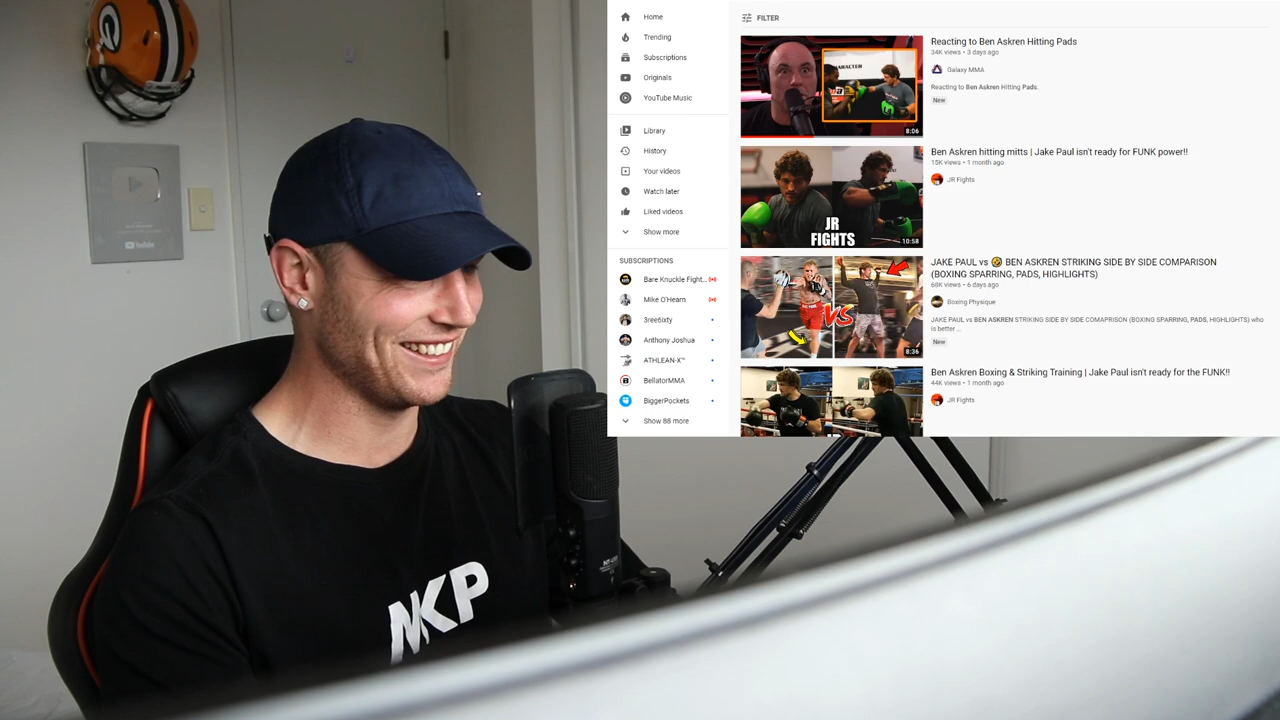 G
YouTube
NKP
Home
Trending
Subscriptions
Originals
YouTube Music
Library
History
Your videos
Watch later
Liked videos
Show more
SUBSCRIPTIONS
Bare Knuckle Fight...
Mike O'Hearn
3ree6ixty
Anthony Joshua
ATHLEAN-X™
BellatorMMA
BiggerPockets
Show 88 more
FILTER
8:06
Reacting to Ben Askren Hitting Pads
34K views • 3 days ago
Galaxy MMA
Reacting to Ben Askren Hitting Pads.
New
JR
FIGHTS
10:58
Ben Askren hitting mitts | Jake Paul isn't ready for FUNK power!!
15K views • 1 month ago
JR Fights
VS
8:36
JAKE PAUL vs 🤣 BEN ASKREN STRIKING SIDE BY SIDE COMPARISON
(BOXING SPARRING, PADS, HIGHLIGHTS)
68K views • 6 days ago
Boxing Physique
JAKE PAUL vs BEN ASKREN STRIKING SIDE BY SIDE COMAPRISON (BOXING SPARRING, PADS, HIGHLIGHTS) who
is better ...
New
Ben Askren Boxing & Striking Training | Jake Paul isn't ready for the FUNK!!
44K views • 1 month ago
JR Fights